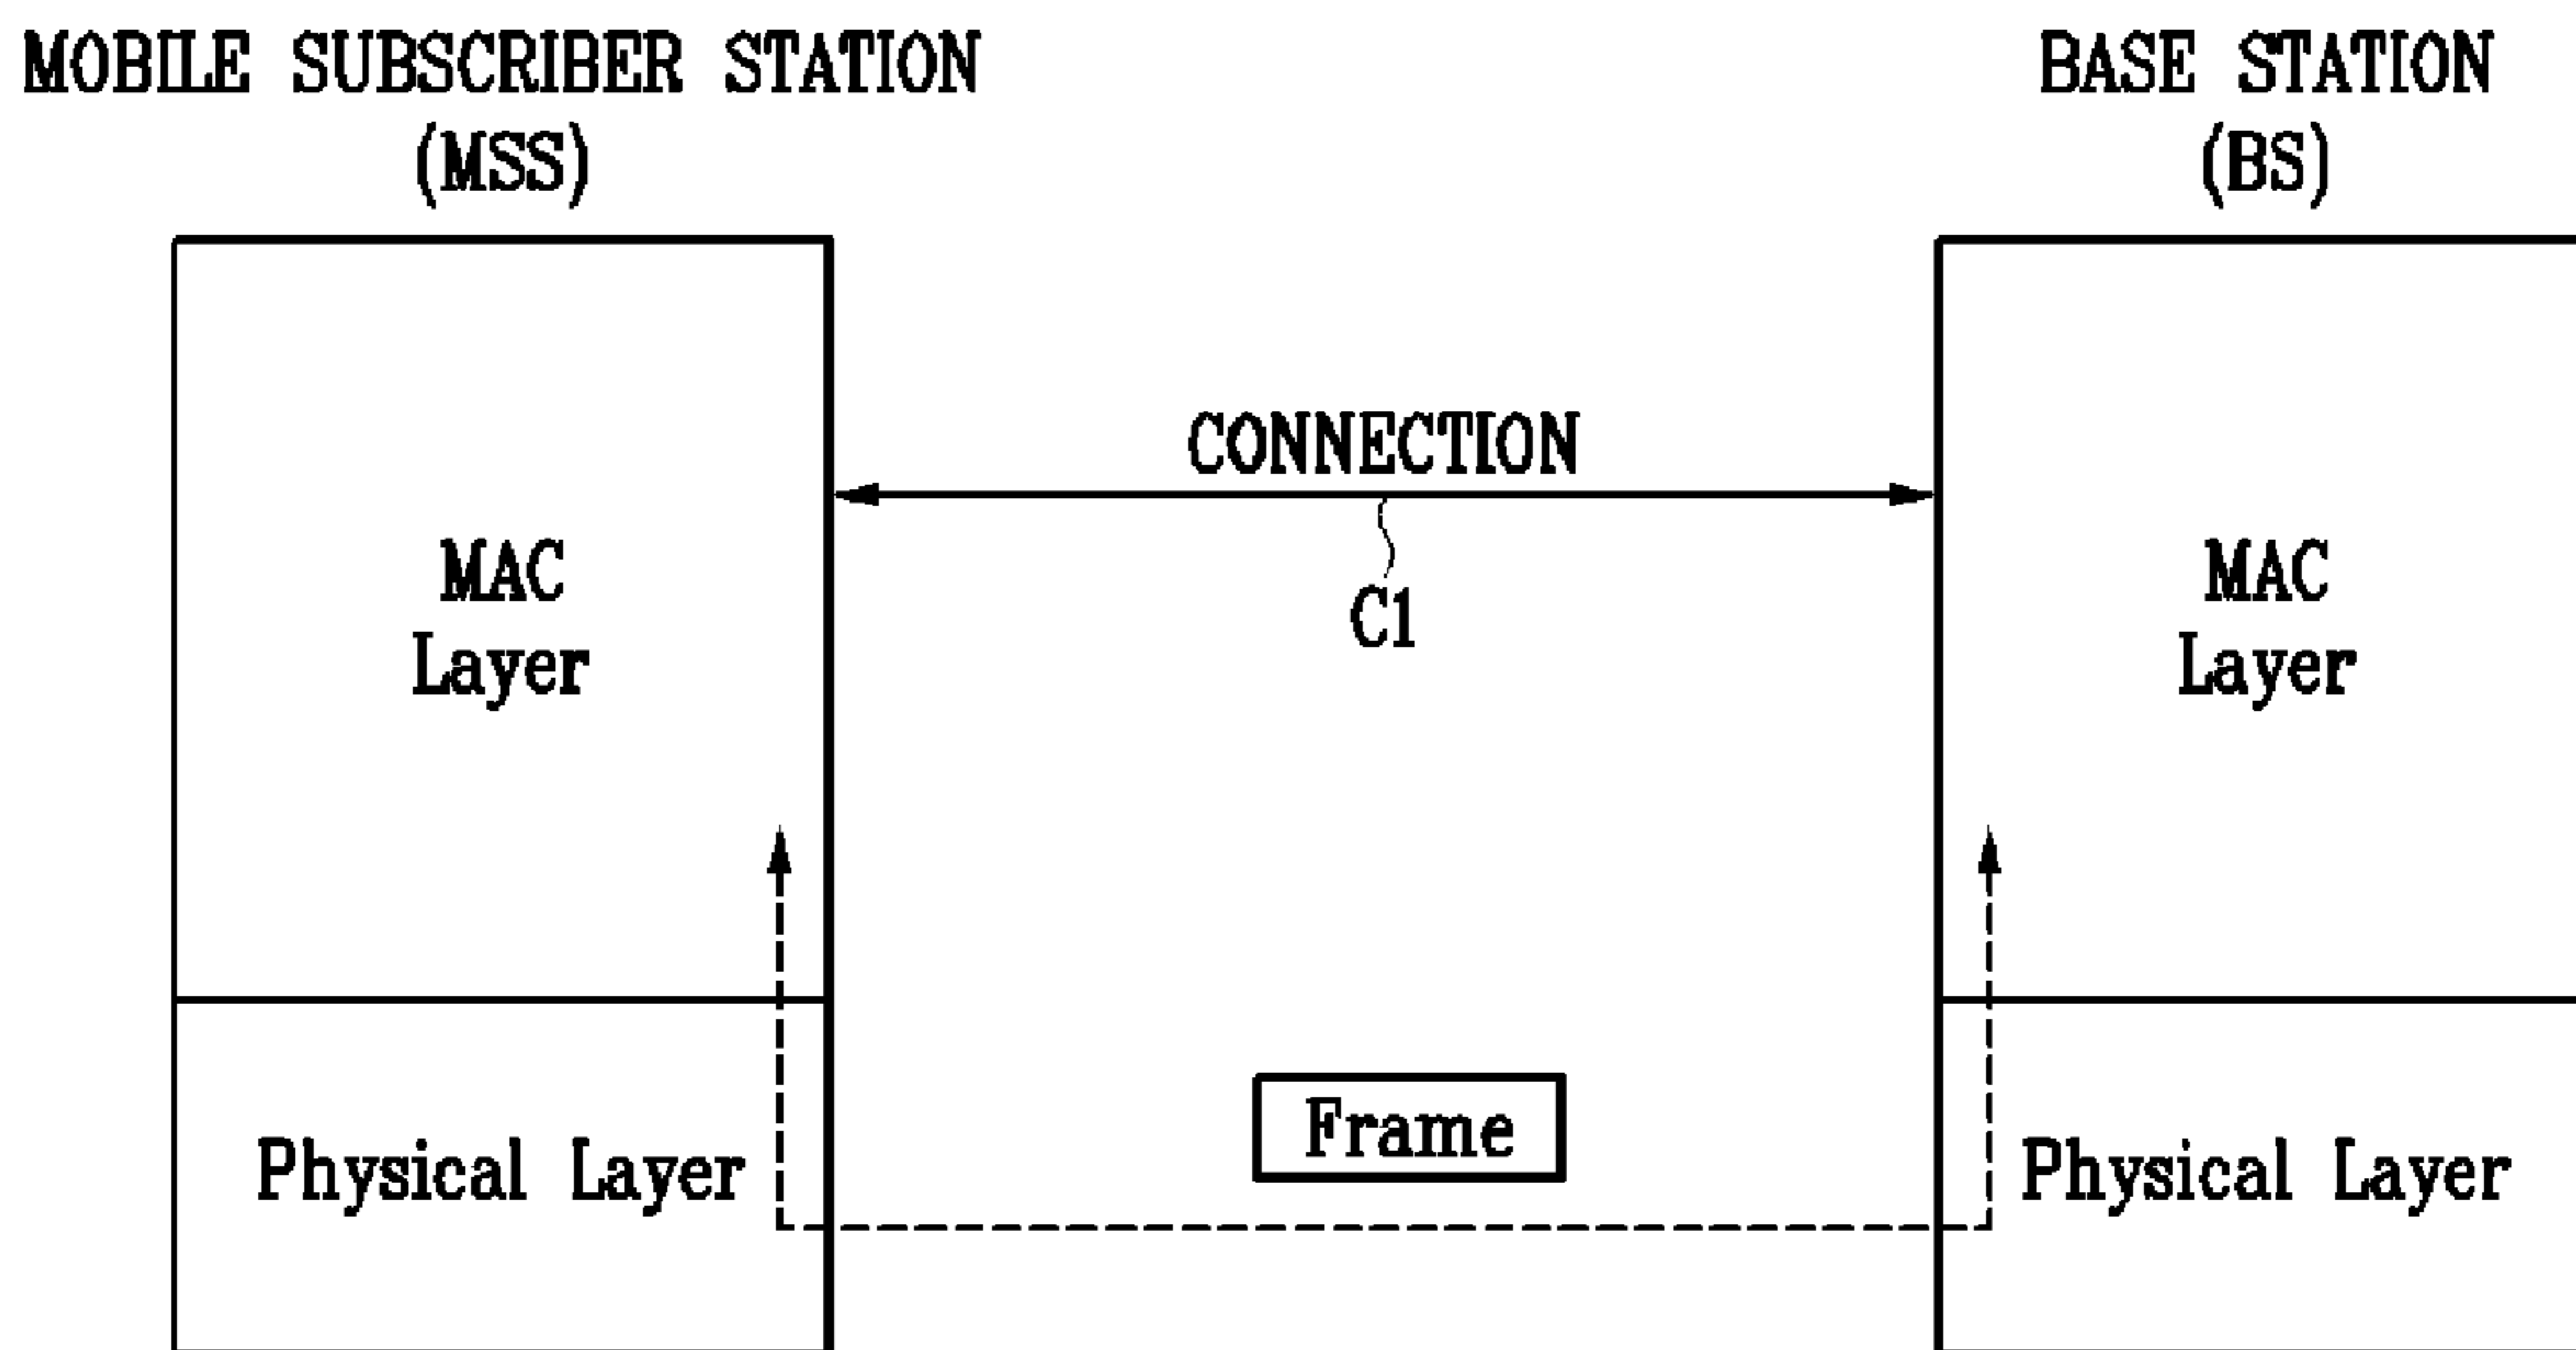 MOBILE SUBSCRIBER STATION
(MSS)
BASE STATION
(BS)
CONNECTION
C1
MAC
Layer
MAC
Layer
Frame
Physical Layer
Physical Layer